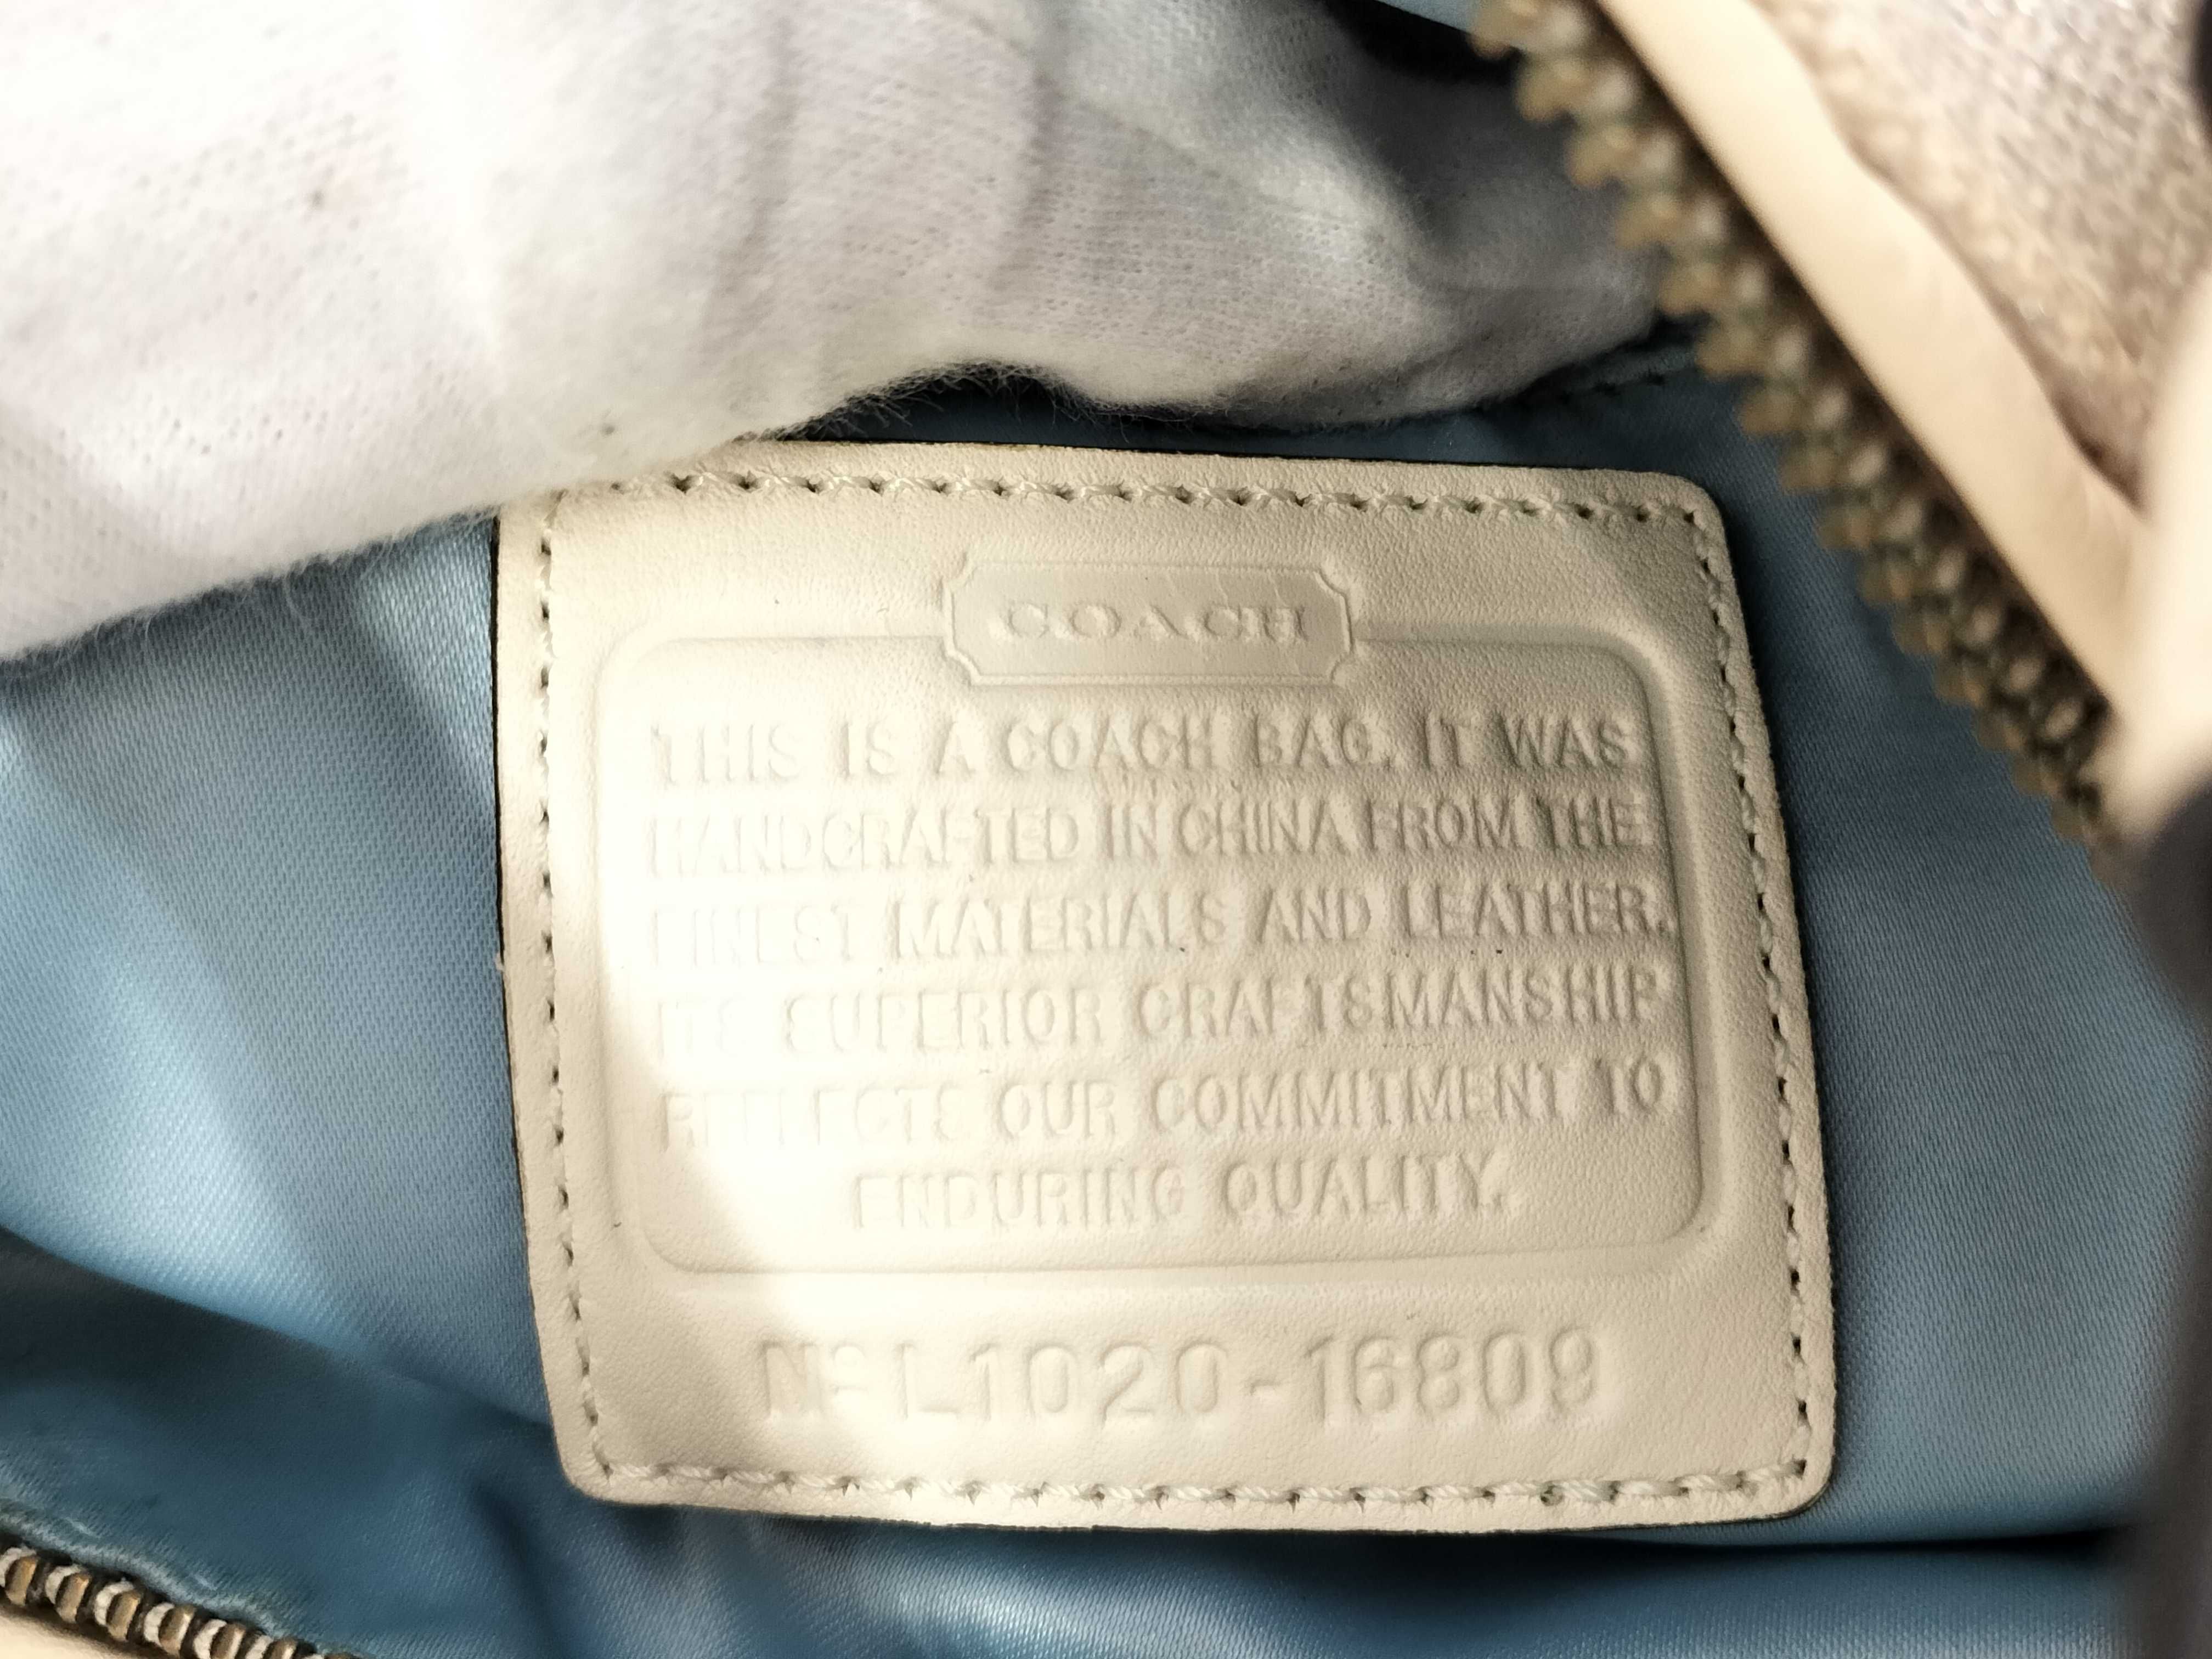 COACH
THIS IS A COACH BAG. IT WAS
HANDCRAFTED IN CHINA FROM THE
FINEST MATERIALS AND LEATHER.
ITS SUPERIOR CRAFTSMANSHIP
REFLECTS OUR COMMITMENT TO
ENDURING QUALITY.
Nº L1020-16809